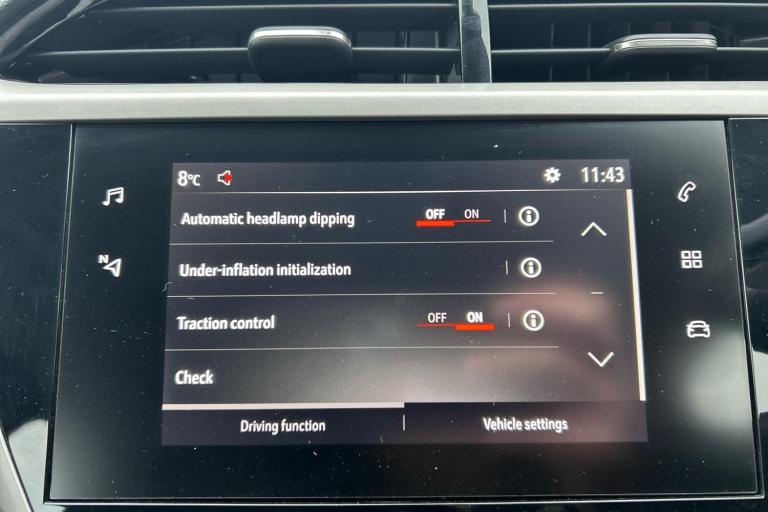 8°C 11:43
Automatic headlamp dipping OFF ON
N
Under-inflation initialization
Traction control OFF ON
Check
Driving function Vehicle settings